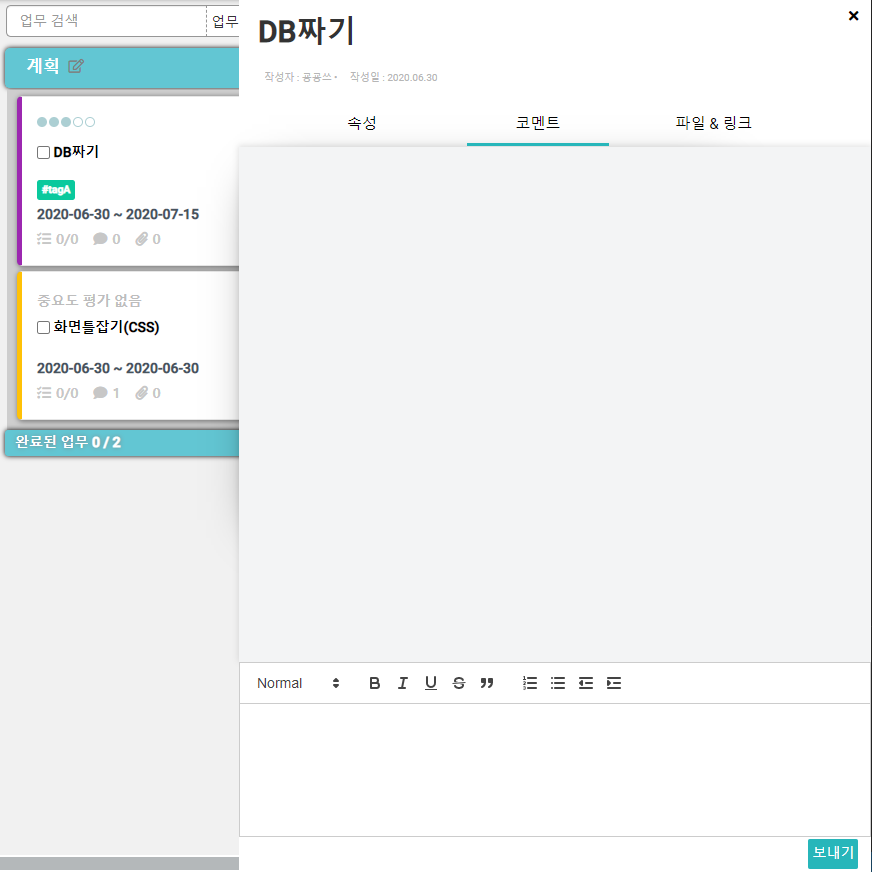 업무 검색
업무
계획
DB짜기
#tagA
2020-06-30 ~ 2020-07-15
0/0 0 0
중요도 평가 없음
화면틀잡기(CSS)
2020-06-30 ~ 2020-06-30
0/0 1 0
완료된 업무 0 / 2
DB짜기
작성자 : 용용쓰 • 작성일 : 2020.06.30
속성 코멘트 파일 & 링크
Normal B I U S
보내기